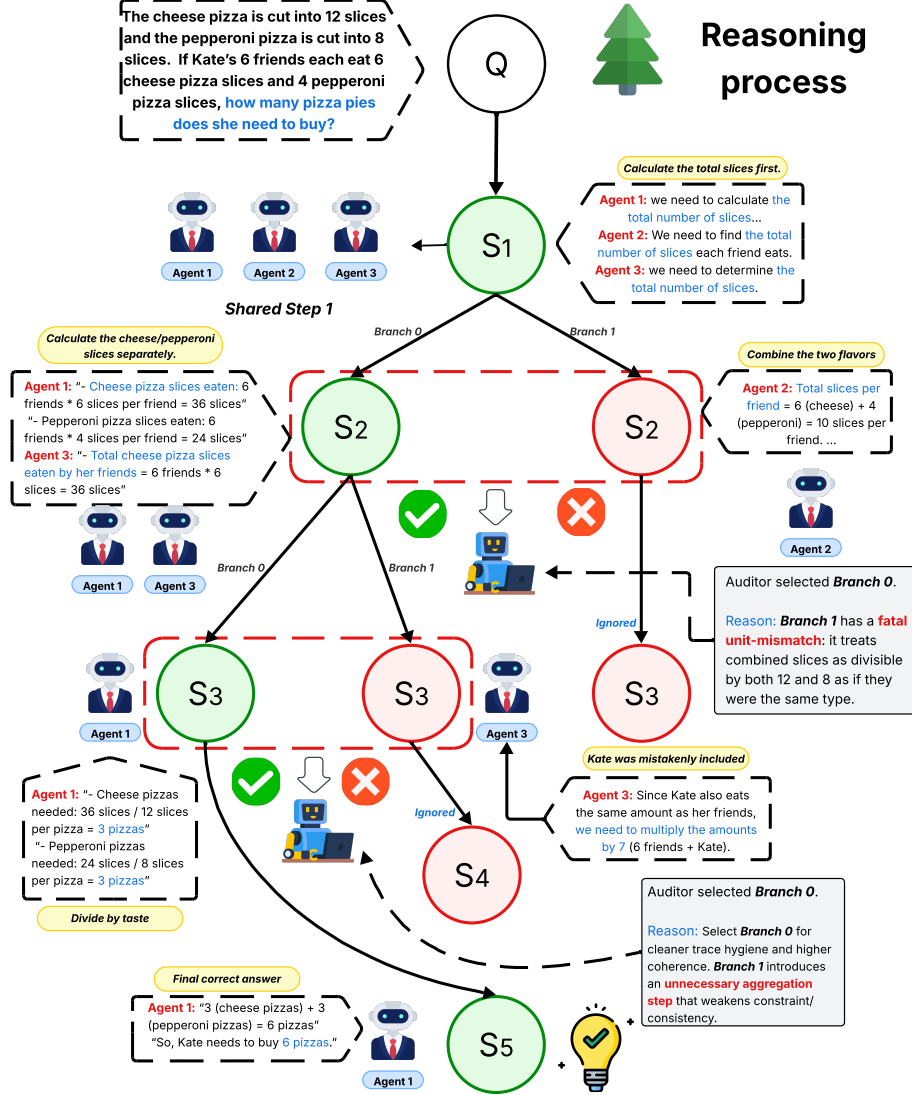 The cheese pizza is cut into 12 slices
and the pepperoni pizza is cut into 8
slices. If Kate's 6 friends each eat 6
cheese pizza slices and 4 pepperoni
pizza slices, how many pizza pies
does she need to buy?
Q
Reasoning
process
Calculate the total slices first.
Agent 1: we need to calculate the
total number of slices...
Agent 2: We need to find the total
number of slices each friend eats.
Agent 3: we need to determine the
total number of slices.
S1
Agent 1
Agent 2
Agent 3
Shared Step 1
Branch 0
Branch 1
Calculate the cheese/pepperoni
slices separately.
Agent 1: “- Cheese pizza slices eaten: 6
friends * 6 slices per friend = 36 slices”
“- Pepperoni pizza slices eaten: 6
friends * 4 slices per friend = 24 slices”
Agent 3: “- Total cheese pizza slices
eaten by her friends = 6 friends * 6
slices = 36 slices”
S2
S2
Combine the two flavors
Agent 2: Total slices per
friend = 6 (cheese) + 4
(pepperoni) = 10 slices per
friend. ...
Agent 2
Agent 1
Agent 3
Branch 0
Branch 1
Ignored
Auditor selected Branch 0.
Reason: Branch 1 has a fatal
unit-mismatch: it treats
combined slices as divisible
by both 12 and 8 as if they
were the same type.
Agent 1
S3
S3
Agent 3
S3
Kate was mistakenly included
Agent 3: Since Kate also eats
the same amount as her friends,
we need to multiply the amounts
by 7 (6 friends + Kate).
Agent 1: “- Cheese pizzas
needed: 36 slices / 12 slices
per pizza = 3 pizzas”
“- Pepperoni pizzas
needed: 24 slices / 8 slices
per pizza = 3 pizzas”
Divide by taste
Ignored
S4
Auditor selected Branch 0.
Reason: Select Branch 0 for
cleaner trace hygiene and higher
coherence. Branch 1 introduces
an unnecessary aggregation
step that weakens constraint/
consistency.
Final correct answer
Agent 1: “3 (cheese pizzas) + 3
(pepperoni pizzas) = 6 pizzas”
“So, Kate needs to buy 6 pizzas.”
Agent 1
S5